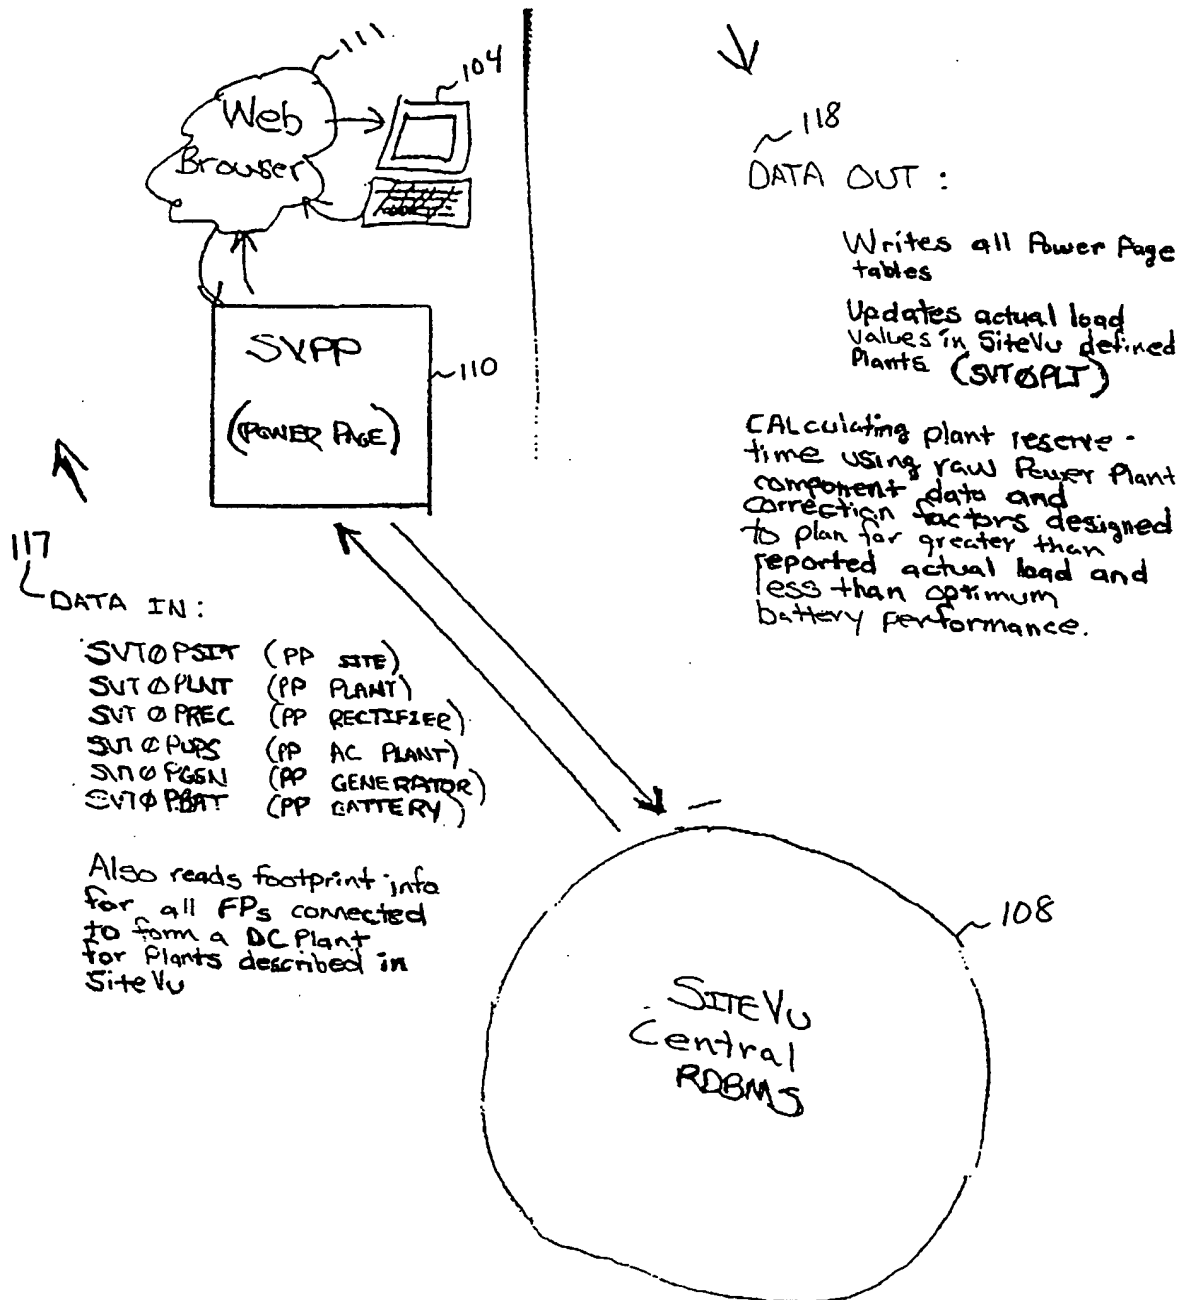 111
104
Web
Browser
SVPP
(POWER PAGE)
110
117
DATA IN:
SVTØPSIT (PP SITE)
SVTØPLNT (PP PLANT)
SVTØPREC (PP RECTIFIER)
SVTØPUPS (PP AC PLANT)
SVTØPGEN (PP GENERATOR)
SVTØPBAT (PP BATTERY)
Also reads footprint info
for all FPs connected
to form a DC Plant
for Plants described in
SiteVu
118
DATA OUT:
Writes all Power Page
tables
Updates actual load
values in SiteVu defined
Plants (SVTØPLT)
CALculating plant reserve-
time using raw Power Plant
component data and
correction factors designed
to plan for greater than
reported actual load and
less than optimum
battery performance.
108
SITEVu
Central
RDBMS